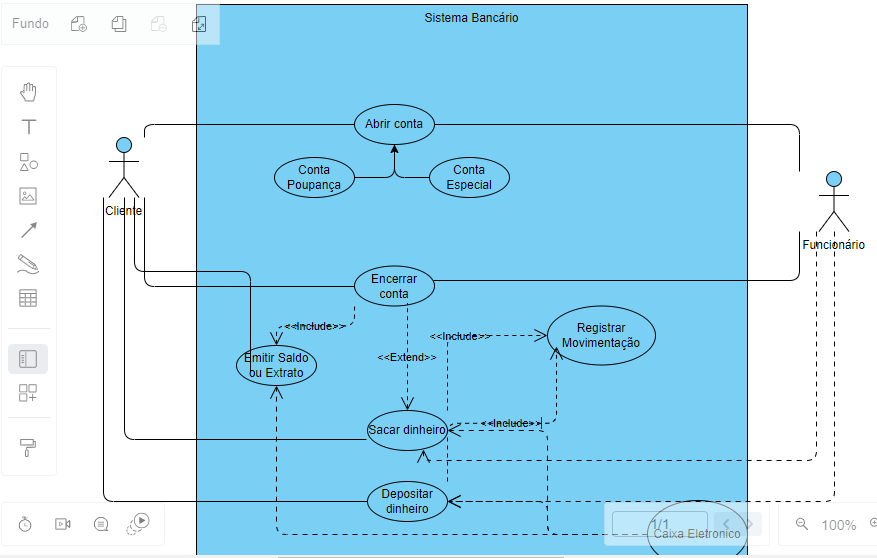 Fundo
Sistema Bancário
Abrir conta
Conta
Poupança
Conta
Especial
Cliente
Funcionário
Encerrar
conta
<<Include>>
<<Include>>
Registrar
Movimentação
<<Extend>>
Emitir Saldo
ou Extrato
<<Include>>
Sacar dinheiro
Depositar
dinheiro
1/1
100%
Caixa Eletronico